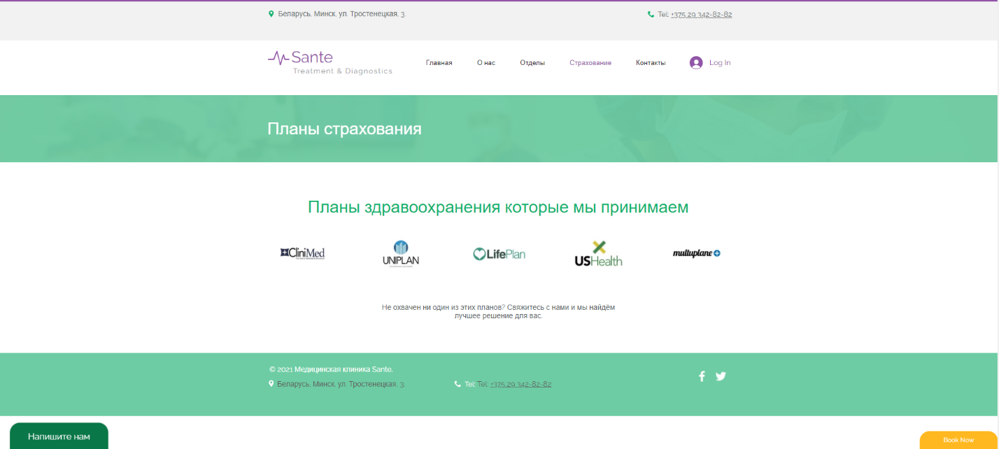 Беларусь. Минск. ул. Тростенецкая, 3.
Tel: +375 29 342-82-82
Sante
Treatment & Diagnostics
Главная О нас Отделы Страхование Контакты Log In
Планы страхования
Планы здравоохранения которые мы принимаем
CliniMed
UNIPLAN
LifePlan
USHealth
multuplane
Не охвачен ни один из этих планов? Свяжитесь с нами и мы найдём
лучшее решение для вас.
© 2021 Медицинская клиника Sante.
Беларусь. Минск. ул. Тростенецкая, 3.
Tel: Tel: +375 29 342-82-82
Напишите нам
Book Now